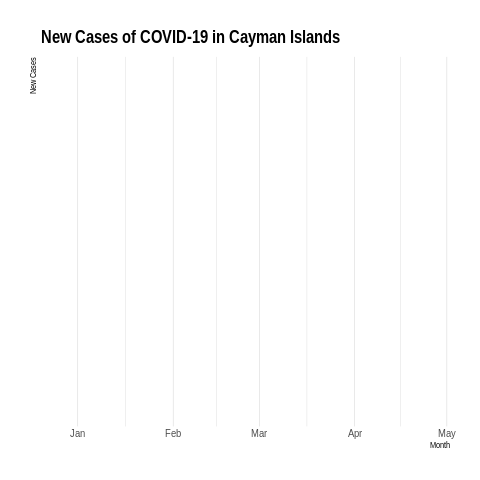 New Cases of COVID-19 in Cayman Islands
New Cases
Jan Feb Mar Apr May
Month